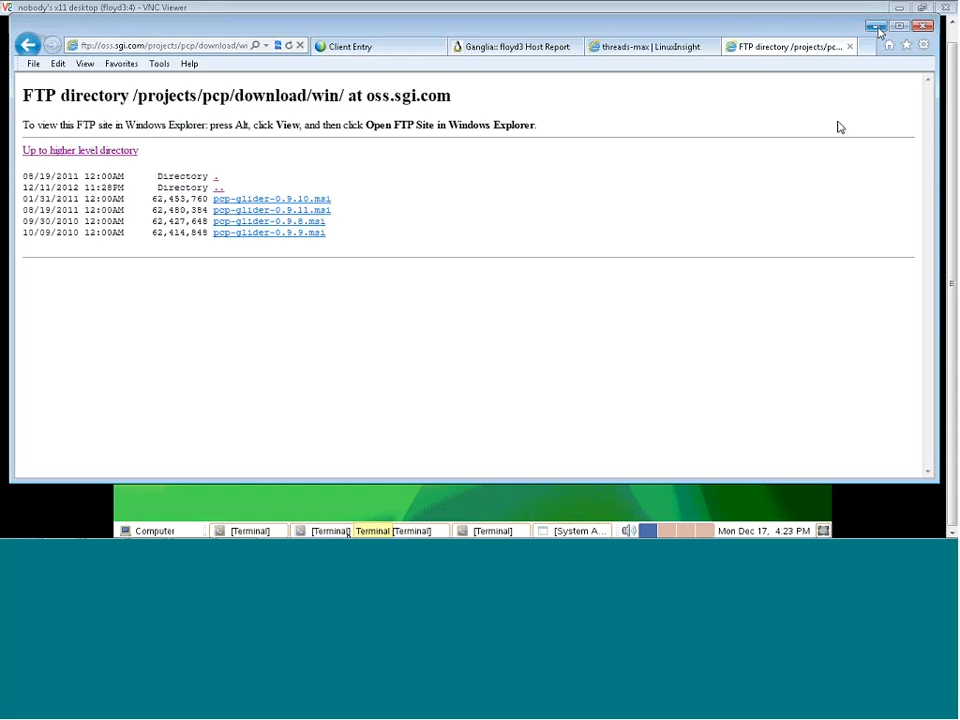 nobody's x11 desktop (floyd3:4) - VNC Viewer
ftp://oss.sgi.com/projects/pcp/download/wi
Client Entry
Ganglia:: floyd3 Host Report
threads-max | LinuxInsight
FTP directory /projects/pc...
File Edit View Favorites Tools Help
FTP directory /projects/pcp/download/win/ at oss.sgi.com
To view this FTP site in Windows Explorer: press Alt, click View, and then click Open FTP Site in Windows Explorer.
Up to higher level directory
08/19/2011 12:00AM Directory .
12/11/2012 11:28PM Directory ..
01/31/2011 12:00AM 62,453,760 pcp-glider-0.9.10.msi
08/19/2011 12:00AM 62,480,384 pcp-glider-0.9.11.msi
09/30/2010 12:00AM 62,427,648 pcp-glider-0.9.8.msi
10/09/2010 12:00AM 62,414,848 pcp-glider-0.9.9.msi
Computer [Terminal] [Terminal] Terminal [Terminal] [Terminal] [System A... Mon Dec 17, 4:23 PM